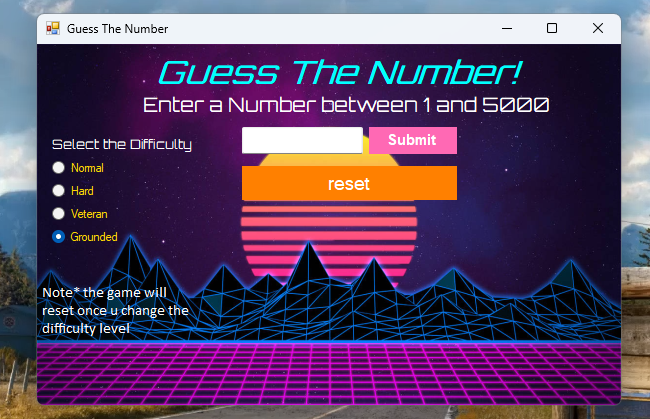 Guess The Number
Guess The Number!
Enter a Number between 1 and 5000
Select the Difficulty
Submit
Normal
reset
Hard
Veteran
Grounded
Note* the game will
reset once u change the
difficulty level